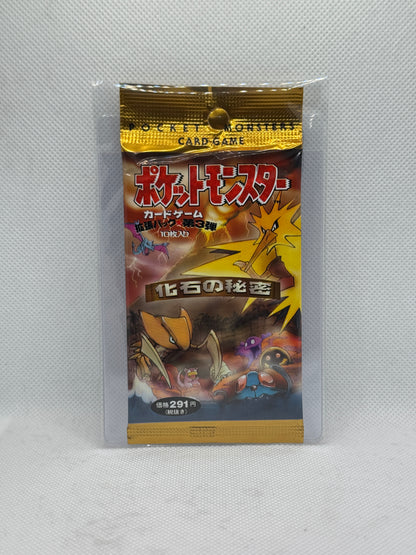 POCKET MONSTERS
CARD GAME
ポケットモンスター
カードゲーム
拡張パック 第3弾
10枚入り
化石の秘密
価格291円
(税抜き)